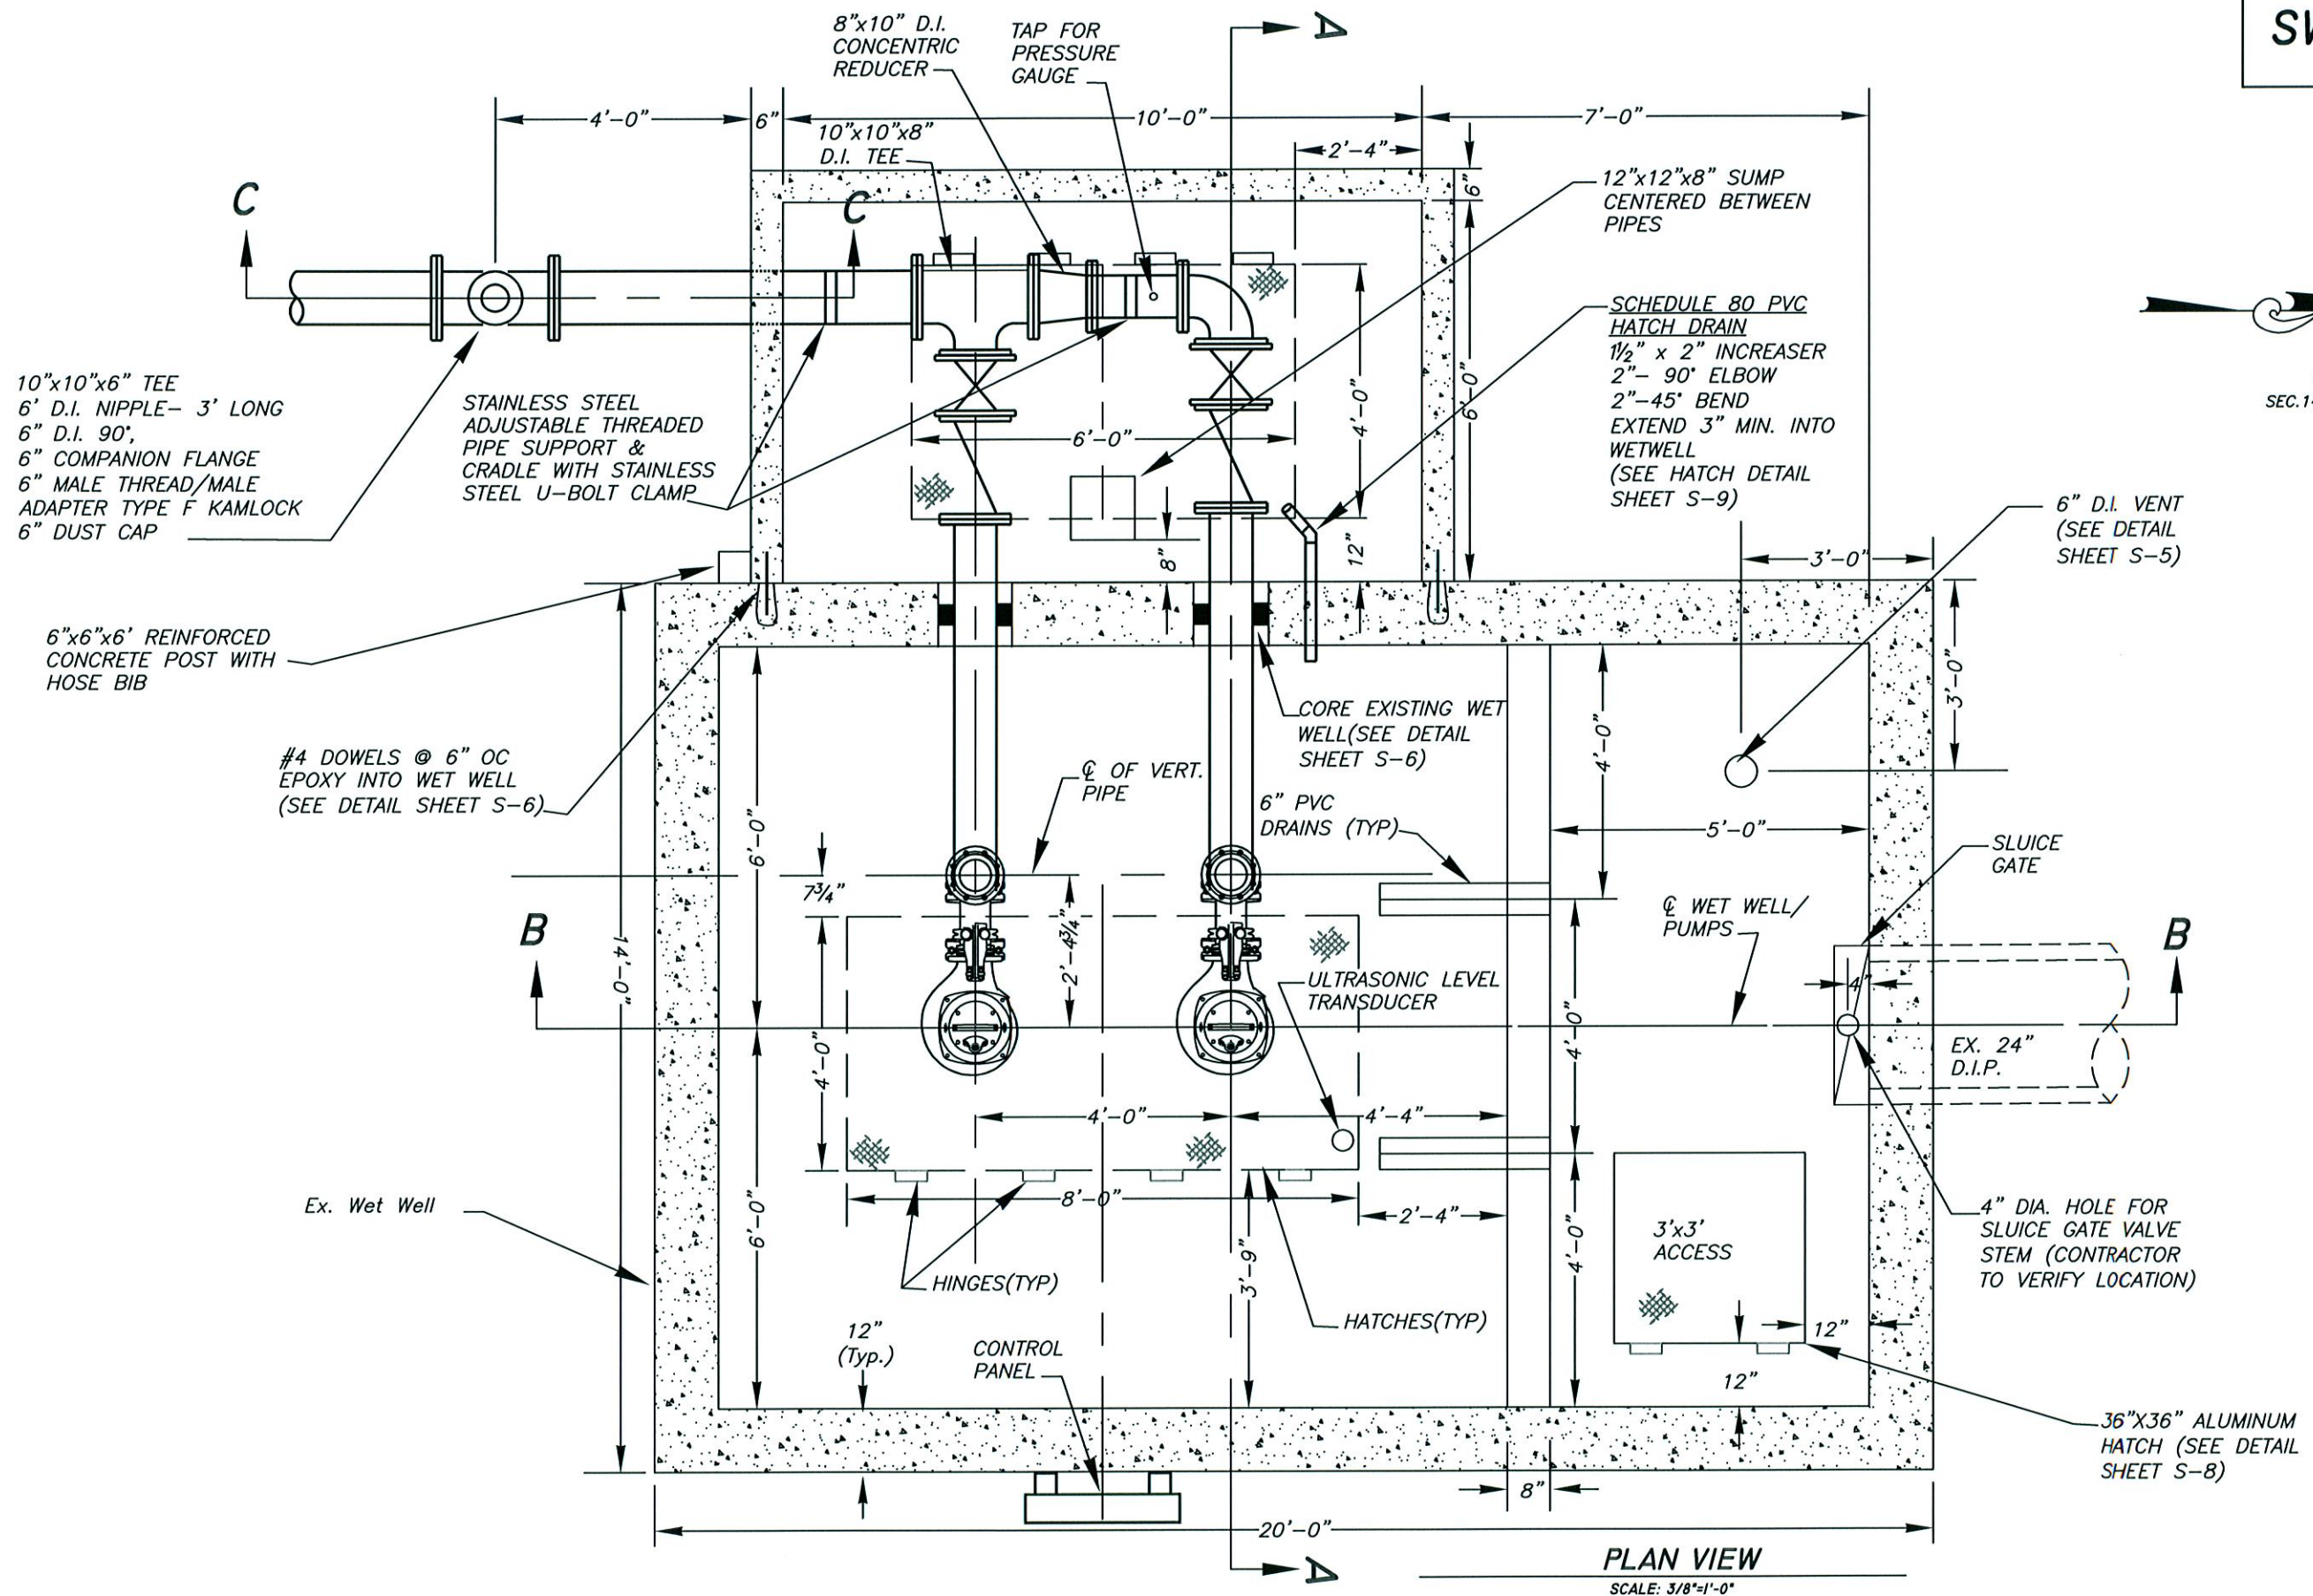 8"x10" D.I.
CONCENTRIC
REDUCER
TAP FOR
PRESSURE
GAUGE
A
4'-0"
6"
10'-0"
7'-0"
10"x10"x8"
D.I. TEE
2'-4"
6"
C
C
12"x12"x8" SUMP
CENTERED BETWEEN
PIPES
SCHEDULE 80 PVC
HATCH DRAIN
1½" x 2" INCREASER
2"- 90° ELBOW
2"-45° BEND
EXTEND 3" MIN. INTO
WETWELL
(SEE HATCH DETAIL
SHEET S-9)
10"x10"x6" TEE
6' D.I. NIPPLE- 3' LONG
6" D.I. 90°,
6" COMPANION FLANGE
6" MALE THREAD/MALE
ADAPTER TYPE F KAMLOCK
6" DUST CAP
STAINLESS STEEL
ADJUSTABLE THREADED
PIPE SUPPORT &
CRADLE WITH STAINLESS
STEEL U-BOLT CLAMP
6'-0"
4'-0"
6'-0"
8"
12"
6" D.I. VENT
(SEE DETAIL
SHEET S-5)
3'-0"
3'-0"
6"x6"x6' REINFORCED
CONCRETE POST WITH
HOSE BIB
#4 DOWELS @ 6" OC
EPOXY INTO WET WELL
(SEE DETAIL SHEET S-6)
CORE EXISTING WET
WELL(SEE DETAIL
SHEET S-6)
℄ OF VERT.
PIPE
6" PVC
DRAINS (TYP)
4'-0"
5'-0"
SLUICE
GATE
6'-0"
7¾"
2'-4¾"
℄ WET WELL/
PUMPS
B
B
14'-0"
ULTRASONIC LEVEL
TRANSDUCER
4"
EX. 24"
D.I.P.
4'-0"
4'-0"
4'-0"
4'-4"
8'-0"
2'-4"
Ex. Wet Well
6'-0"
3'-9"
4'-0"
3'x3'
ACCESS
4" DIA. HOLE FOR
SLUICE GATE VALVE
STEM (CONTRACTOR
TO VERIFY LOCATION)
HINGES(TYP)
HATCHES(TYP)
12"
(Typ.)
CONTROL
PANEL
12"
12"
36"X36" ALUMINUM
HATCH (SEE DETAIL
SHEET S-8)
8"
20'-0"
A
PLAN VIEW
SCALE: 3/8"=1'-0"